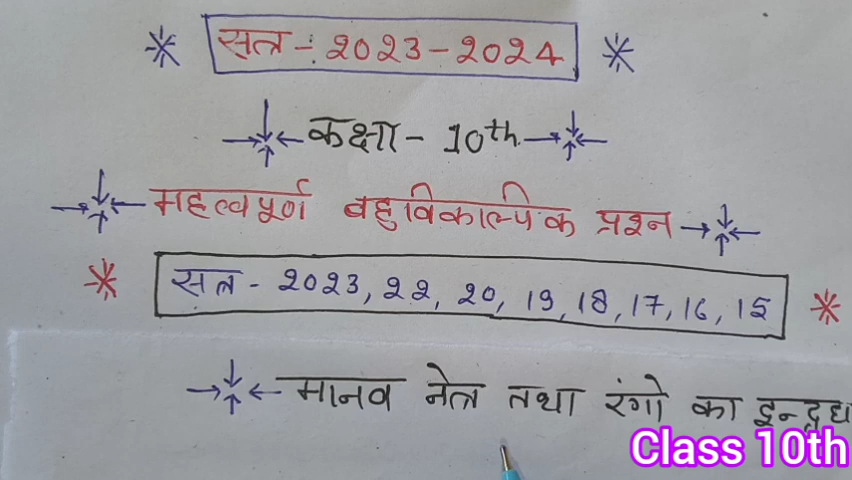 सत्र - : 2023 - 2024
कक्षा - 10th
महत्वपूर्ण बहुविकाल्पिक प्रश्न
सत्र - 2023, 22, 20, 19, 18, 17, 16, 15
मानव नेत्र तथा रंगो का
Class 10th